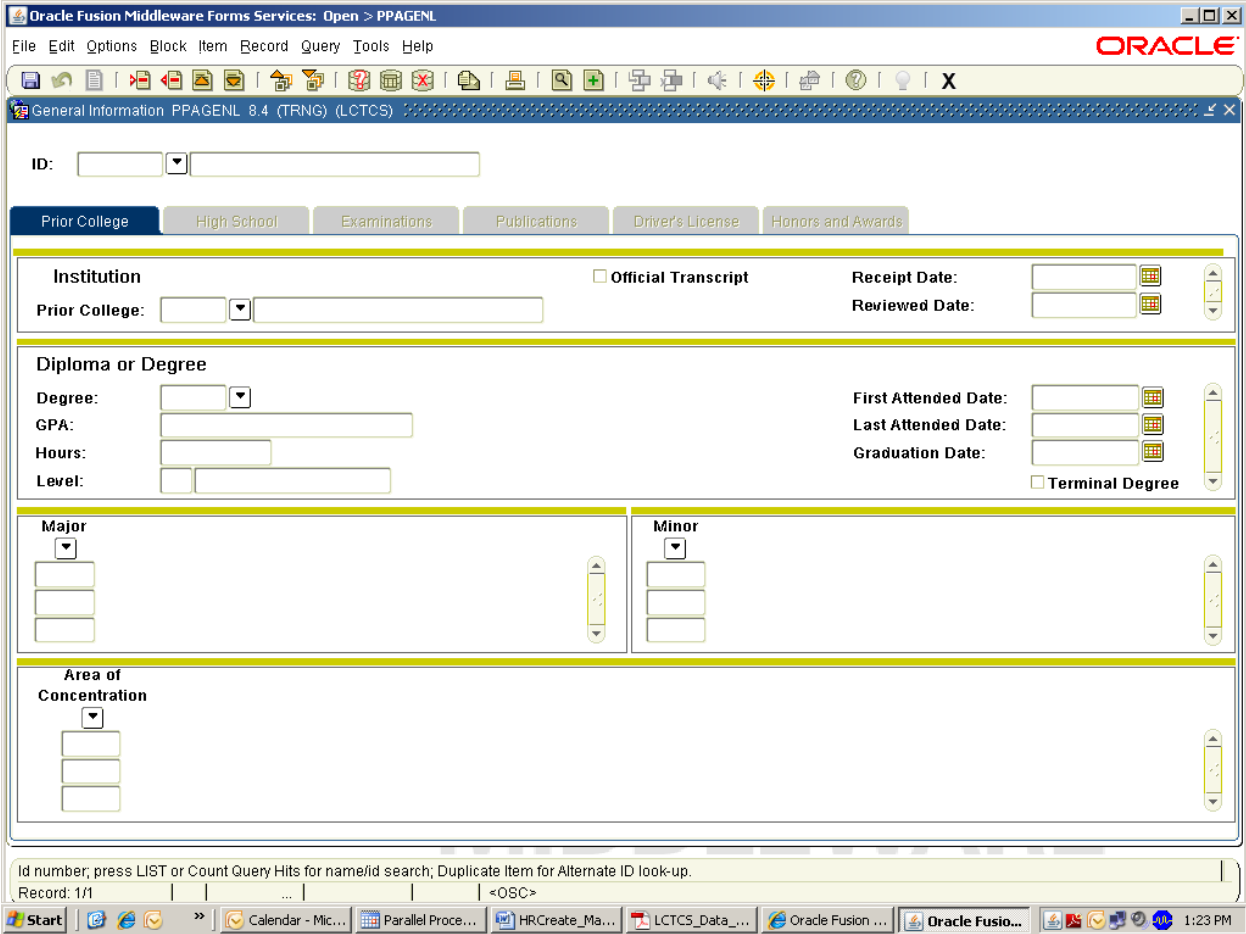 Oracle Fusion Middleware Forms Services: Open > PPAGENL
File Edit Options Block Item Record Query Tools Help
ORACLE
X
General Information PPAGENL 8.4 (TRNG) (LCTCS)
ID:
Prior College High School Examinations Publications Driver's License Honors and Awards
Institution Official Transcript Receipt Date:
Prior College: Reviewed Date:
Diploma or Degree
Degree: First Attended Date:
GPA: Last Attended Date:
Hours: Graduation Date:
Level: Terminal Degree
Major Minor
Area of
Concentration
MIDDLEWARE
Id number; press LIST or Count Query Hits for name/id search; Duplicate Item for Alternate ID look-up.
Record: 1/1 ... <OSC>
Start » Calendar - Mic... Parallel Proce... HRCreate_Ma... LCTCS_Data_... Oracle Fusion ... Oracle Fusio... 1:23 PM